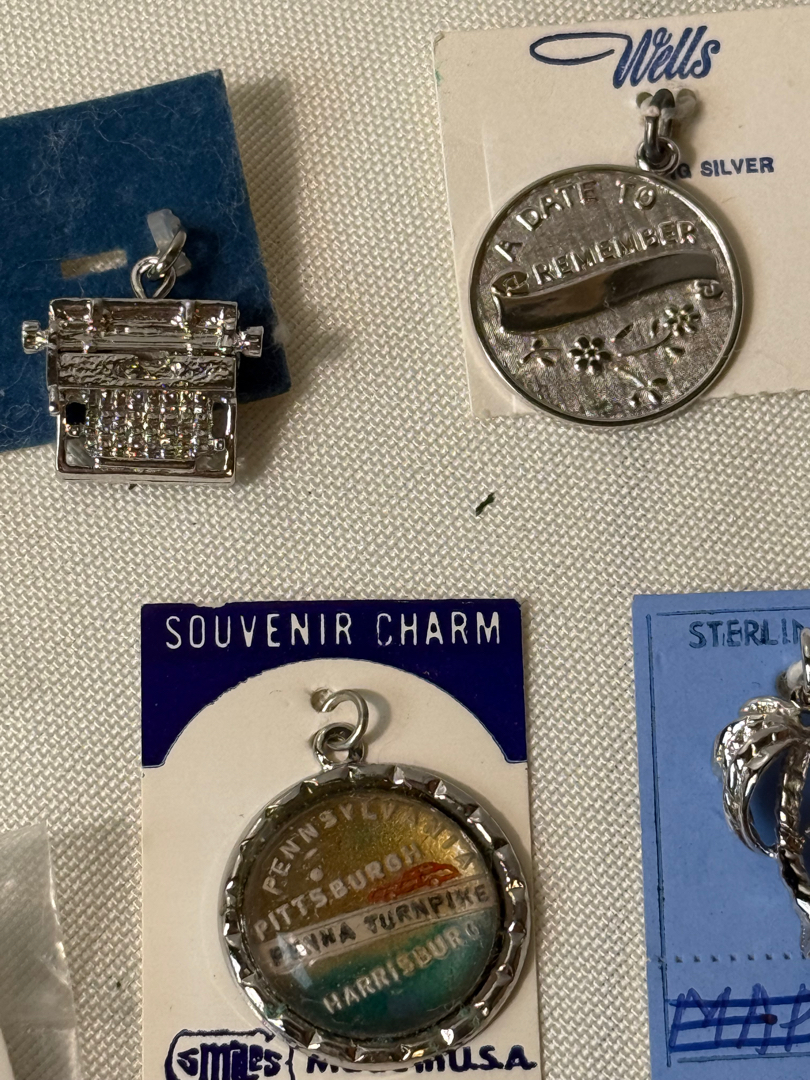 Wells
G SILVER
A DATE TO
REMEMBER
SOUVENIR CHARM
PENNSYLVANIA
PITTSBURGH
PENNA TURNPIKE
HARRISBURG
STERLIN
U.S.A.